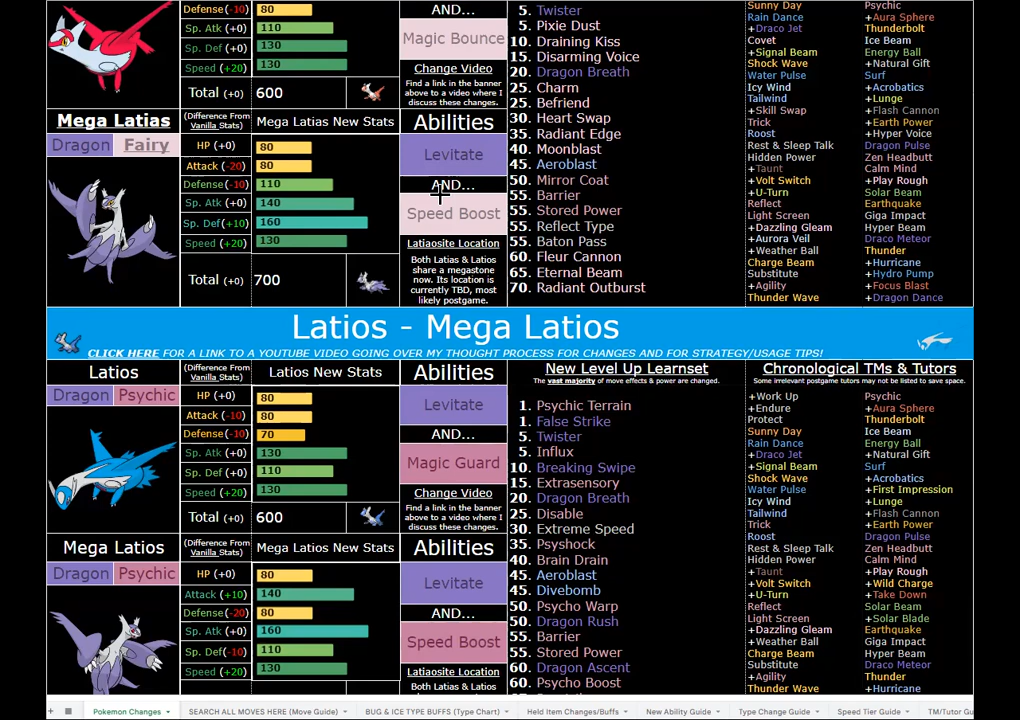 Defense(-10) 80
Sp. Atk (+0) 110
Sp. Def (+0) 130
Speed (+20) 130
Total (+0) 600
AND...
Magic Bounce
Change Video
Find a link in the banner
above to a video where I
discuss these changes.
Mega Latias
Dragon Fairy
(Difference From
Vanilla Stats)
Mega Latias New Stats
HP (+0) 80
Attack (-20) 80
Defense(-10) 110
Sp. Atk (+0) 140
Sp. Def(+10) 160
Speed (+20) 130
Total (+0) 700
Abilities
Levitate
AND...
Speed Boost
Latiaosite Location
Both Latias & Latios
share a megastone
now. Its location is
currently TBD, most
likely postgame.
5. Twister
5. Pixie Dust
10. Draining Kiss
15. Disarming Voice
20. Dragon Breath
25. Charm
25. Befriend
30. Heart Swap
35. Radiant Edge
40. Moonblast
45. Aeroblast
50. Mirror Coat
55. Barrier
55. Stored Power
55. Reflect Type
55. Baton Pass
60. Fleur Cannon
65. Eternal Beam
70. Radiant Outburst
Sunny Day
Rain Dance
+Draco Jet
Covet
+Signal Beam
Shock Wave
Water Pulse
Icy Wind
Tailwind
+Skill Swap
Trick
Roost
Rest & Sleep Talk
Hidden Power
+Taunt
+Volt Switch
+U-Turn
Reflect
Light Screen
+Dazzling Gleam
+Aurora Veil
+Weather Ball
Charge Beam
Substitute
+Agility
Thunder Wave
Psychic
+Aura Sphere
Thunderbolt
Ice Beam
Energy Ball
+Natural Gift
Surf
+Acrobatics
+Lunge
+Flash Cannon
+Earth Power
+Hyper Voice
Dragon Pulse
Zen Headbutt
Calm Mind
+Play Rough
Solar Beam
Earthquake
Giga Impact
Hyper Beam
Draco Meteor
Thunder
+Hurricane
+Hydro Pump
+Focus Blast
+Dragon Dance
Latios - Mega Latios
CLICK HERE FOR A LINK TO A YOUTUBE VIDEO GOING OVER MY THOUGHT PROCESS FOR CHANGES AND FOR STRATEGY/USAGE TIPS!
Latios
Dragon Psychic
(Difference From
Vanilla Stats)
Latios New Stats
HP (+0) 80
Attack (-10) 80
Defense(-10) 70
Sp. Atk (+0) 130
Sp. Def (+0) 110
Speed (+20) 130
Total (+0) 600
Abilities
Levitate
AND...
Magic Guard
Change Video
Find a link in the banner
above to a video where I
discuss these changes.
Mega Latios
Dragon Psychic
(Difference From
Vanilla Stats)
Mega Latios New Stats
HP (+0) 80
Attack (+10) 140
Defense(-20) 80
Sp. Atk (+0) 160
Sp. Def(-10) 110
Speed (+20) 130
Abilities
Levitate
AND...
Speed Boost
Latiaosite Location
Both Latias & Latios
New Level Up Learnset
The vast majority of move effects & power are changed.
1. Psychic Terrain
1. False Strike
5. Twister
5. Influx
10. Breaking Swipe
15. Extrasensory
20. Dragon Breath
25. Disable
30. Extreme Speed
35. Psyshock
40. Brain Drain
45. Aeroblast
45. Divebomb
50. Psycho Warp
50. Dragon Rush
55. Barrier
55. Stored Power
60. Dragon Ascent
60. Psycho Boost
Chronological TMs & Tutors
Some irrelevant postgame tutors may not be listed to save space.
+Work Up
+Endure
Protect
Sunny Day
Rain Dance
+Draco Jet
+Signal Beam
Shock Wave
Water Pulse
Icy Wind
Tailwind
Trick
Roost
Rest & Sleep Talk
Hidden Power
+Taunt
+Volt Switch
+U-Turn
Reflect
Light Screen
+Dazzling Gleam
+Weather Ball
Charge Beam
Substitute
+Agility
Thunder Wave
Psychic
+Aura Sphere
Thunderbolt
Ice Beam
Energy Ball
+Natural Gift
Surf
+Acrobatics
+First Impression
+Lunge
+Flash Cannon
+Earth Power
Dragon Pulse
Zen Headbutt
Calm Mind
+Play Rough
+Wild Charge
+Take Down
Solar Beam
+Solar Blade
Earthquake
Giga Impact
Hyper Beam
Draco Meteor
Thunder
+Hurricane
Pokemon Changes
SEARCH ALL MOVES HERE (Move Guide)
BUG & ICE TYPE BUFFS (Type Chart)
Held Item Changes/Buffs
New Ability Guide
Type Change Guide
Speed Tier Guide
TM/Tutor Gu